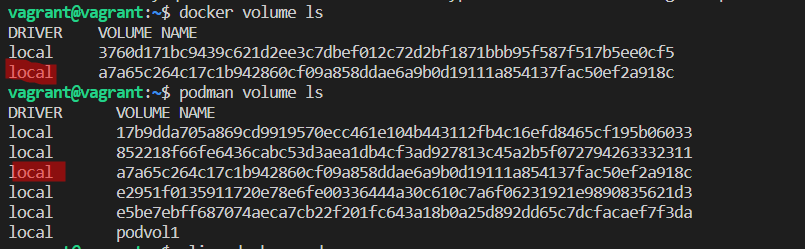 vagrant@vagrant:~$ docker volume ls
DRIVER    VOLUME NAME
local     3760d171bc9439c621d2ee3c7dbef012c72d2bf1871bbb95f587f517b5ee0cf5
local     a7a65c264c17c1b942860cf09a858ddae6a9b0d19111a854137fac50ef2a918c
vagrant@vagrant:~$ podman volume ls
DRIVER      VOLUME NAME
local       17b9dda705a869cd9919570ecc461e104b443112fb4c16efd8465cf195b06033
local       852218f66fe6436cabc53d3aea1db4cf3ad927813c45a2b5f072794263332311
local       a7a65c264c17c1b942860cf09a858ddae6a9b0d19111a854137fac50ef2a918c
local       e2951f0135911720e78e6fe00336444a30c610c7a6f06231921e9890835621d3
local       e5be7ebff687074aeca7cb22f201fc643a18b0a25d892dd65c7dcfacaef7f3da
local       podvol1